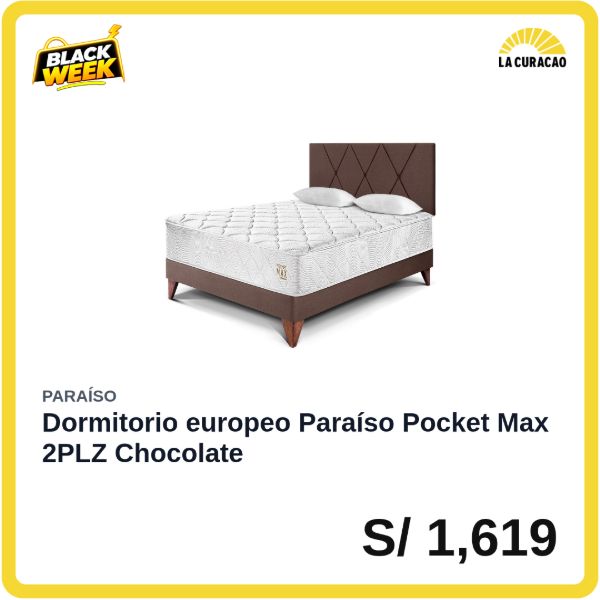 BLACK
WEEK
LA CURACAO
PARAÍSO
Dormitorio europeo Paraíso Pocket Max
2PLZ Chocolate
S/ 1,619